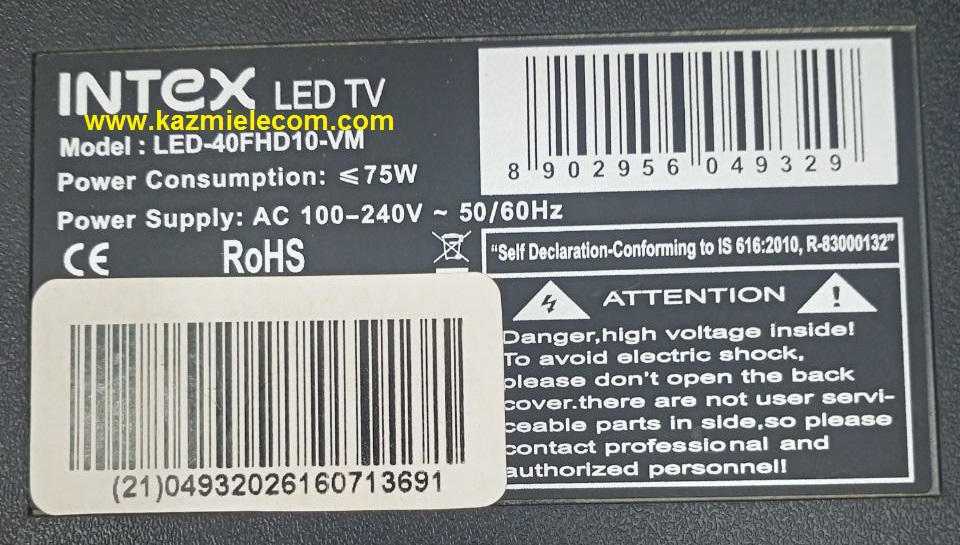 INTEX LED TV
www.kazmielecom.com
Model : LED-40FHD10-VM
Power Consumption: ⩽75W
Power Supply: AC 100-240V ~ 50/60Hz
CE RoHS
8 902956 049329
"Self Declaration-Conforming to IS 616:2010, R-83000132"
ATTENTION
Danger,high voltage inside!
To avoid electric shock,
please don't open the back
cover.there are not user servi-
ceable parts in side,so please
contact professional and
authorized personnel!
(21)04932026160713691